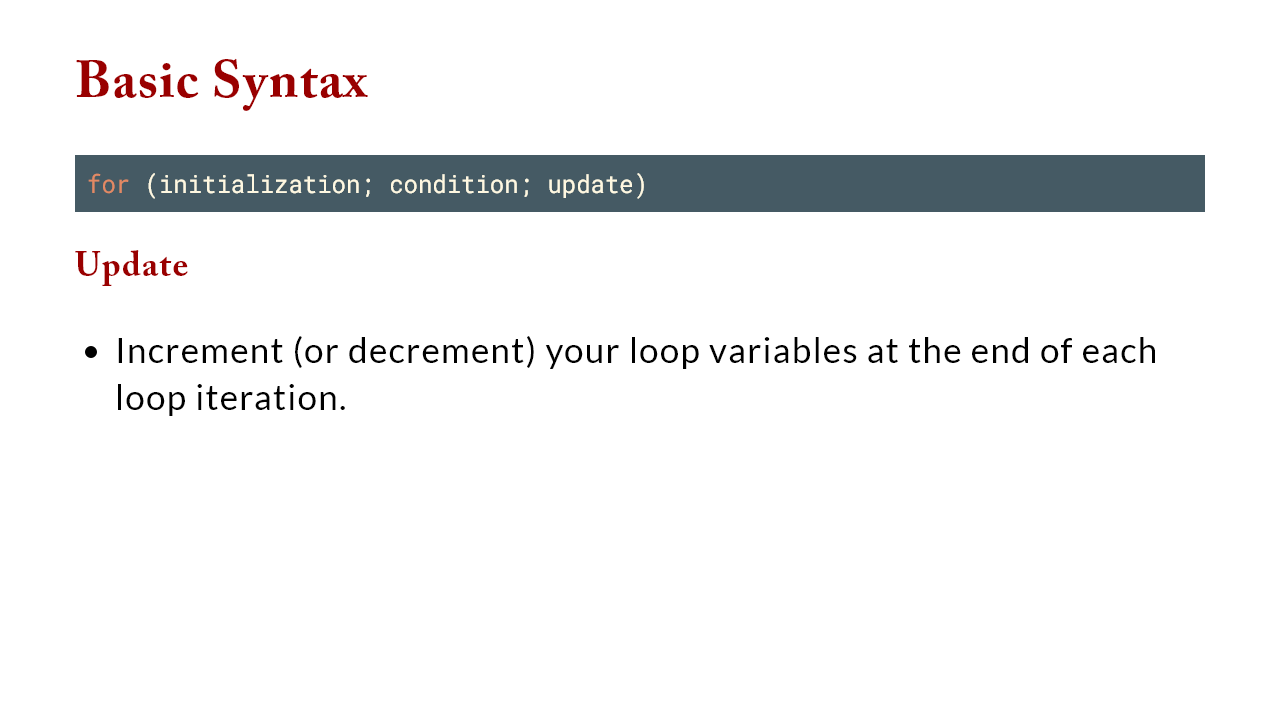 Basic Syntax
for (initialization; condition; update)
Update
• Increment (or decrement) your loop variables at the end of each
loop iteration.